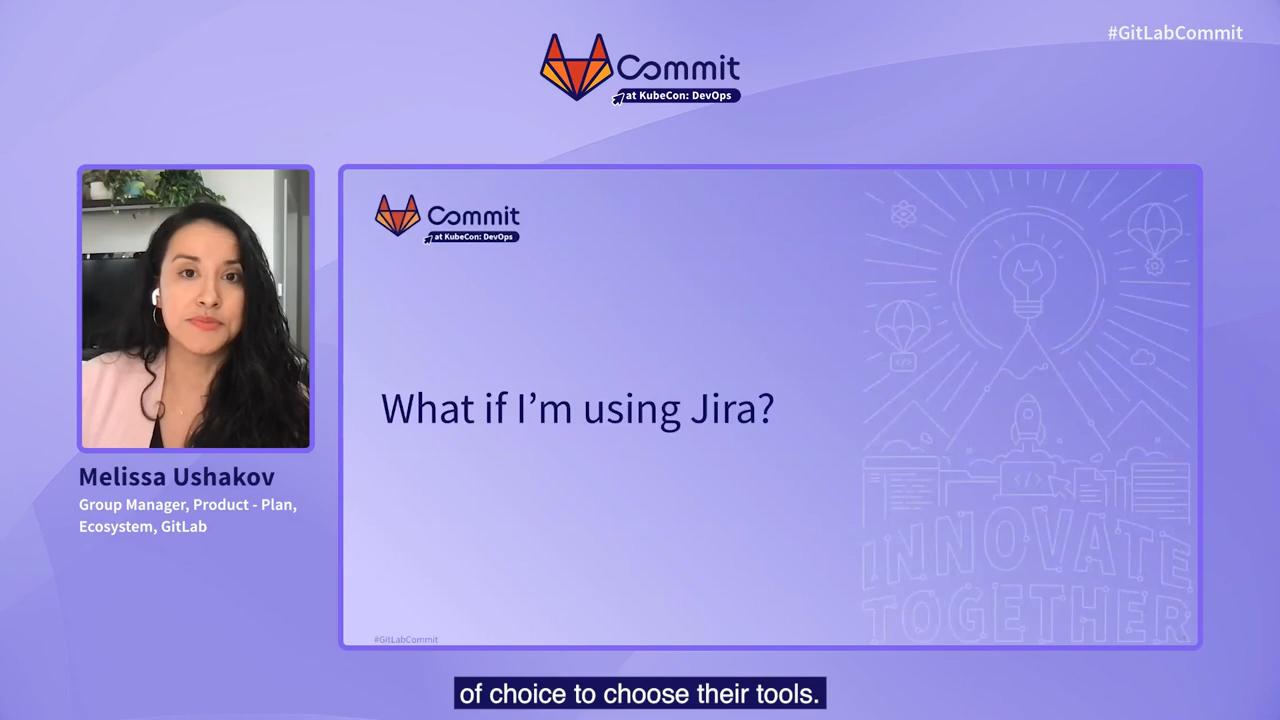 #GitLabCommit
Commit
at KubeCon: DevOps
Commit
at KubeCon: DevOps
What if I'm using Jira?
</>
INNOVATE
TOGETHER
#GitLabCommit
Melissa Ushakov
Group Manager, Product - Plan,
Ecosystem, GitLab
of choice to choose their tools.